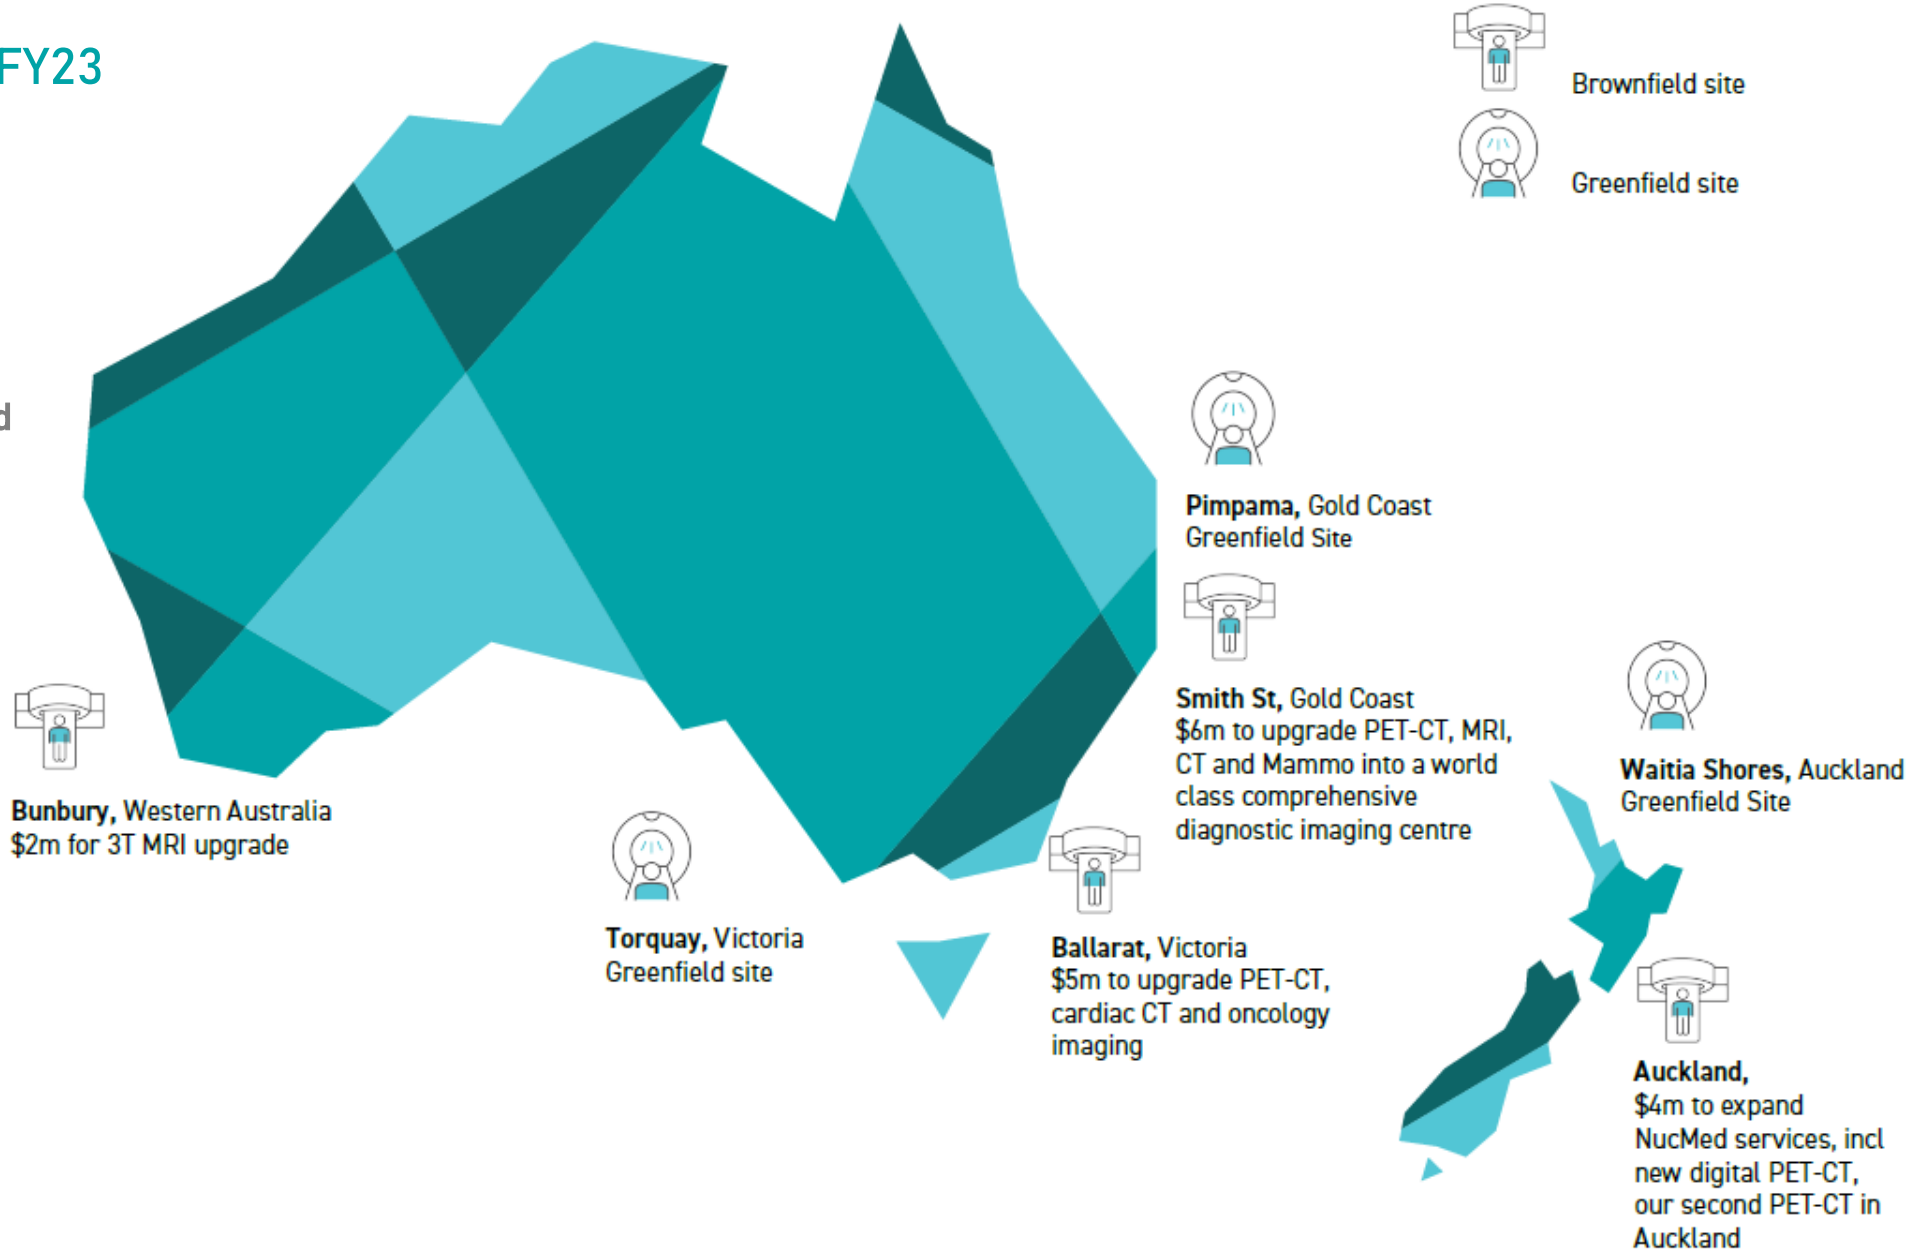 FY23
Brownfield site
Greenfield site
d
Pimpama, Gold Coast
Greenfield Site
Smith St, Gold Coast
$6m to upgrade PET-CT, MRI,
CT and Mammo into a world
class comprehensive
diagnostic imaging centre
Waitia Shores, Auckland
Greenfield Site
Bunbury, Western Australia
$2m for 3T MRI upgrade
Torquay, Victoria
Greenfield site
Ballarat, Victoria
$5m to upgrade PET-CT,
cardiac CT and oncology
imaging
Auckland,
$4m to expand
NucMed services, incl
new digital PET-CT,
our second PET-CT in
Auckland